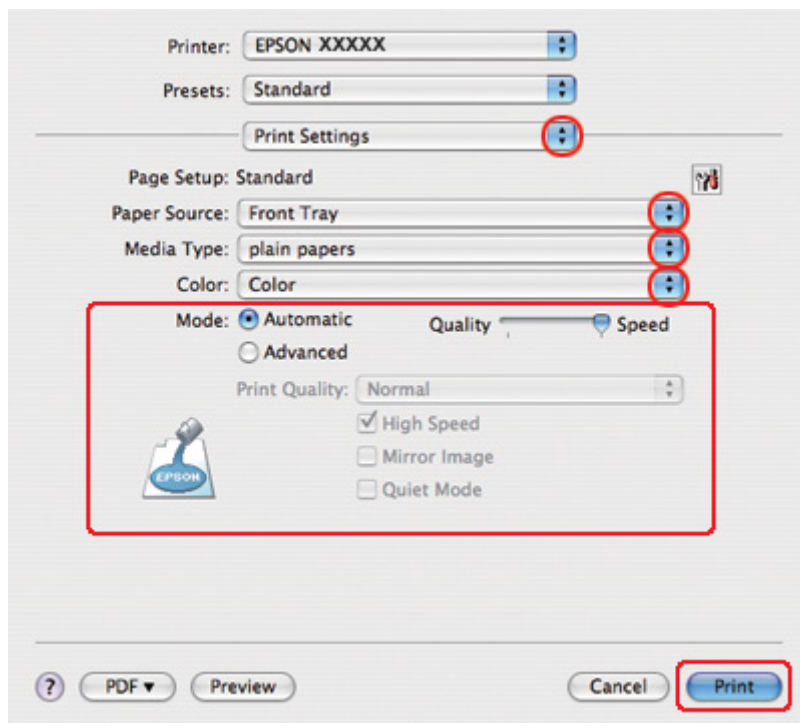 Printer: EPSON XXXXX
Presets: Standard
Print Settings
Page Setup: Standard
Paper Source: Front Tray
Media Type: plain papers
Color: Color
Mode: Automatic Quality Speed
Advanced
Print Quality: Normal
High Speed
Mirror Image
EPSON
Quiet Mode
? PDF▼ Preview Cancel Print